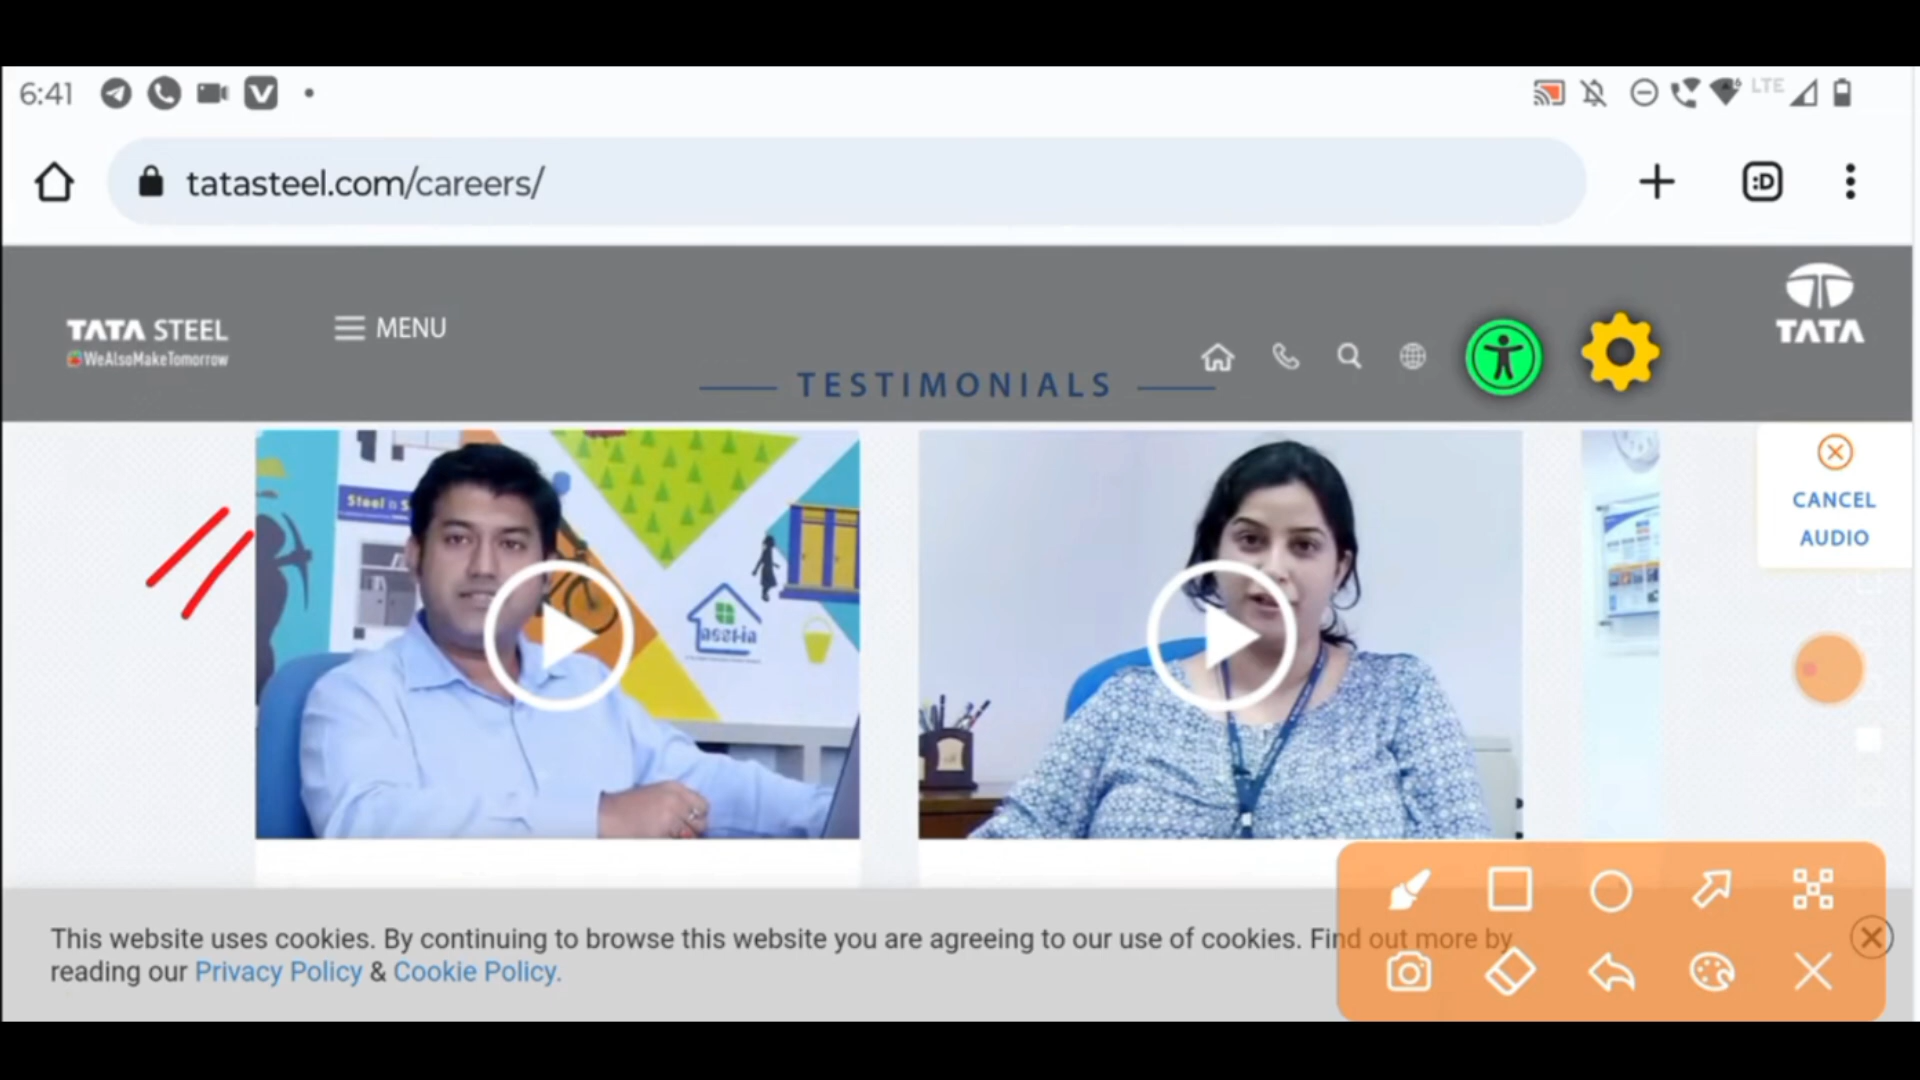 6:41
LTE
tatasteel.com/careers/
:D
TATA STEEL
#WeAlsoMakeTomorrow
MENU
TATA
TESTIMONIALS
Steel
CANCEL
AUDIO
This website uses cookies. By continuing to browse this website you are agreeing to our use of cookies. Find out more by
reading our Privacy Policy & Cookie Policy.